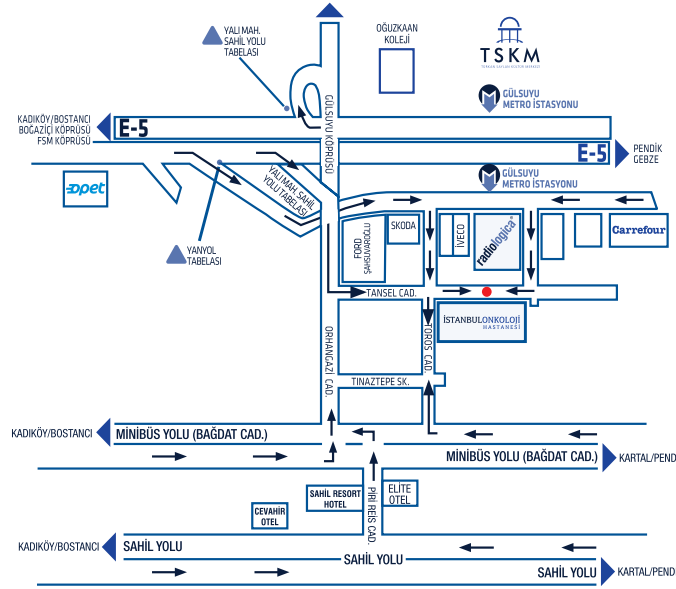 YALI MAH.
SAHİL YOLU
TABELASI
OĞUZKAAN
KOLEJİ
TSKM
GÜLSUYU
METRO İSTASYONU
KADIKÖY/BOSTANCI
BOĞAZİÇİ KÖPRÜSÜ
FSM KÖPRÜSÜ
E-5
GÜLSUYU KÖPRÜSÜ
E-5
PENDİK
GEBZE
GÜLSUYU
METRO İSTASYONU
opet
YALI MAH. SAHİL
YOLU TABELASI
YANYOL
TABELASI
FORD
ŞAHSUVAROĞLU
SKODA
İVECO
radiologica
Carrefour
TANSEL CAD.
İSTANBULONKOLOJİ
HASTANESİ
ORHANGAZİ CAD.
TOROS CAD.
TINAZTEPE SK.
KADIKÖY/BOSTANCI
MİNİBÜS YOLU (BAĞDAT CAD.)
MİNİBÜS YOLU (BAĞDAT CAD.)
KARTAL/PEND
SAHİL RESORT
HOTEL
ELİTE
OTEL
PİRİ REİS CAD.
CEVAHİR
OTEL
KADIKÖY/BOSTANCI
SAHİL YOLU
SAHİL YOLU
SAHİL YOLU
KARTAL/PEND